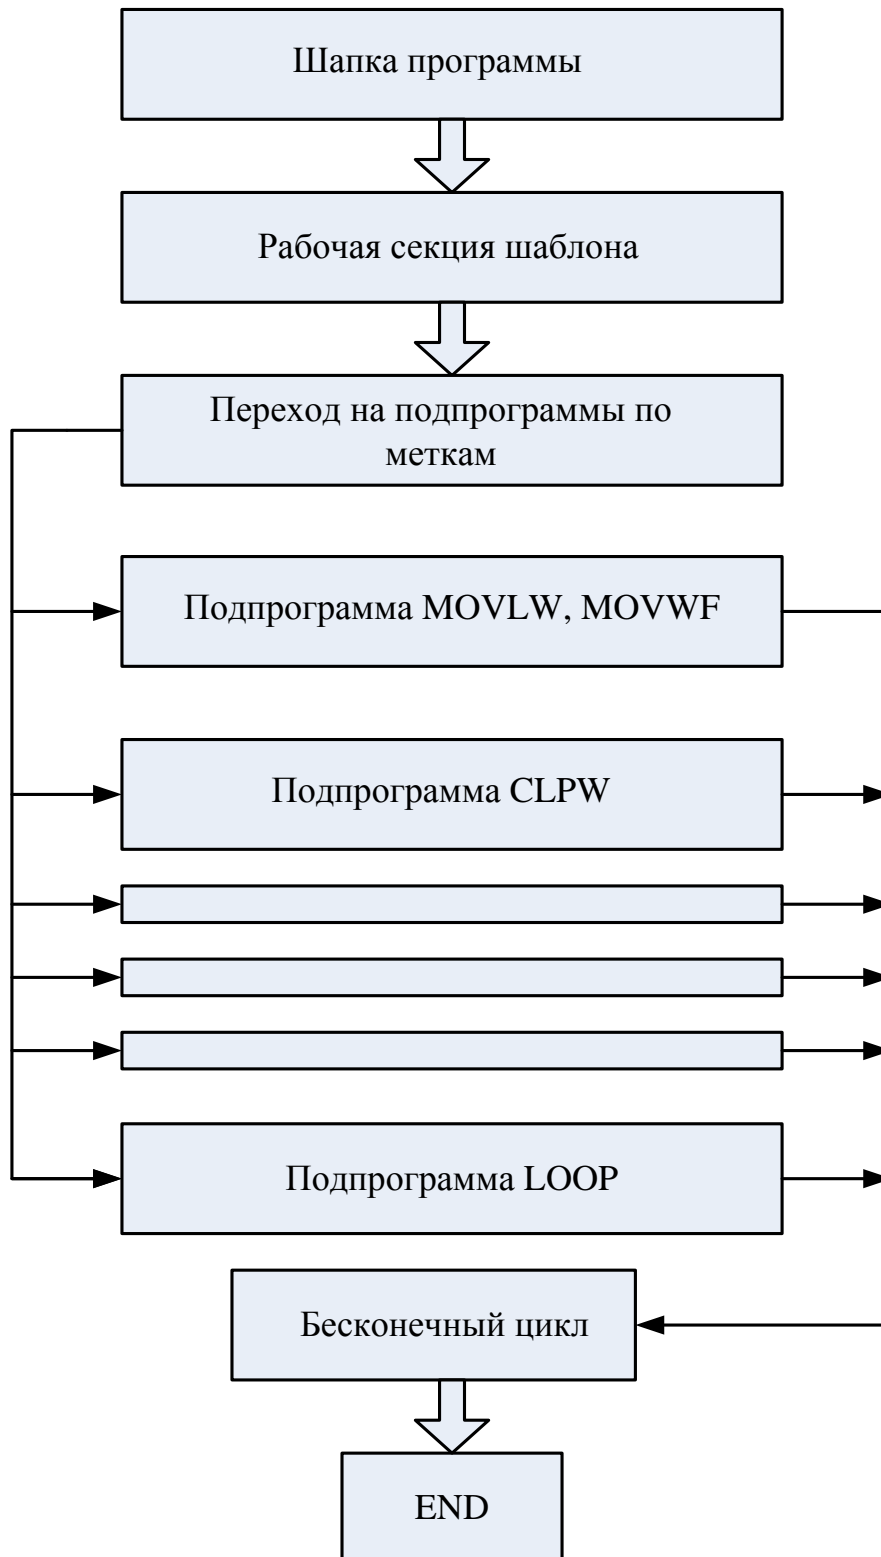 Шапка программы
Рабочая секция шаблона
Переход на подпрограммы по
меткам
Подпрограмма MOVLW, MOVWF
Подпрограмма CLPW
Подпрограмма LOOP
Бесконечный цикл
END